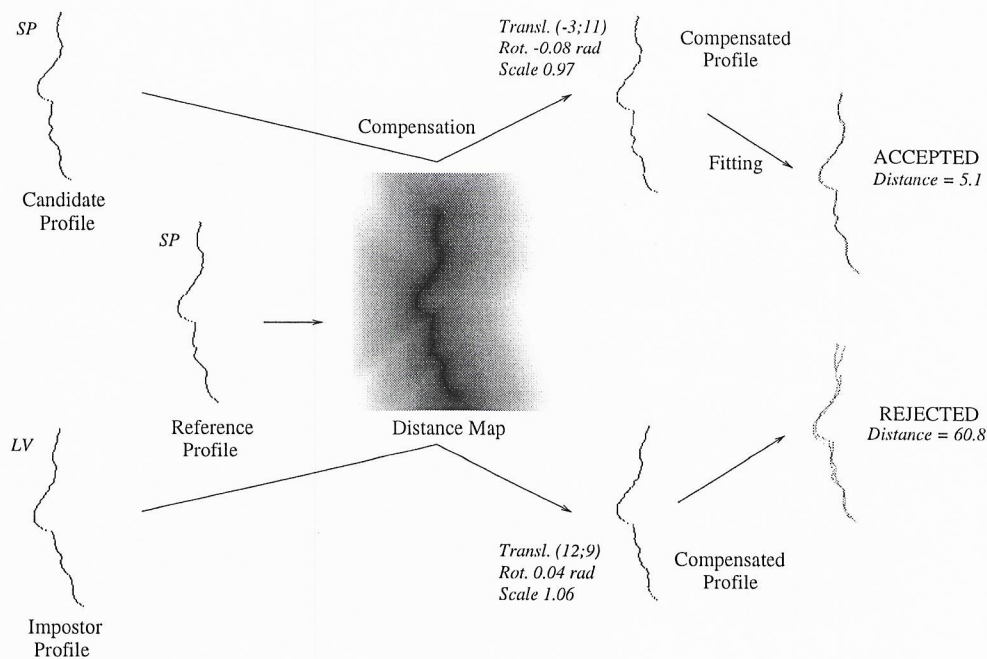 SP
Candidate
Profile
Compensation
Transl. (-3;11)
Rot. -0.08 rad
Scale 0.97
Compensated
Profile
Fitting
ACCEPTED
Distance = 5.1
SP
Reference
Profile
Distance Map
LV
Impostor
Profile
Transl. (12;9)
Rot. 0.04 rad
Scale 1.06
Compensated
Profile
REJECTED
Distance = 60.8